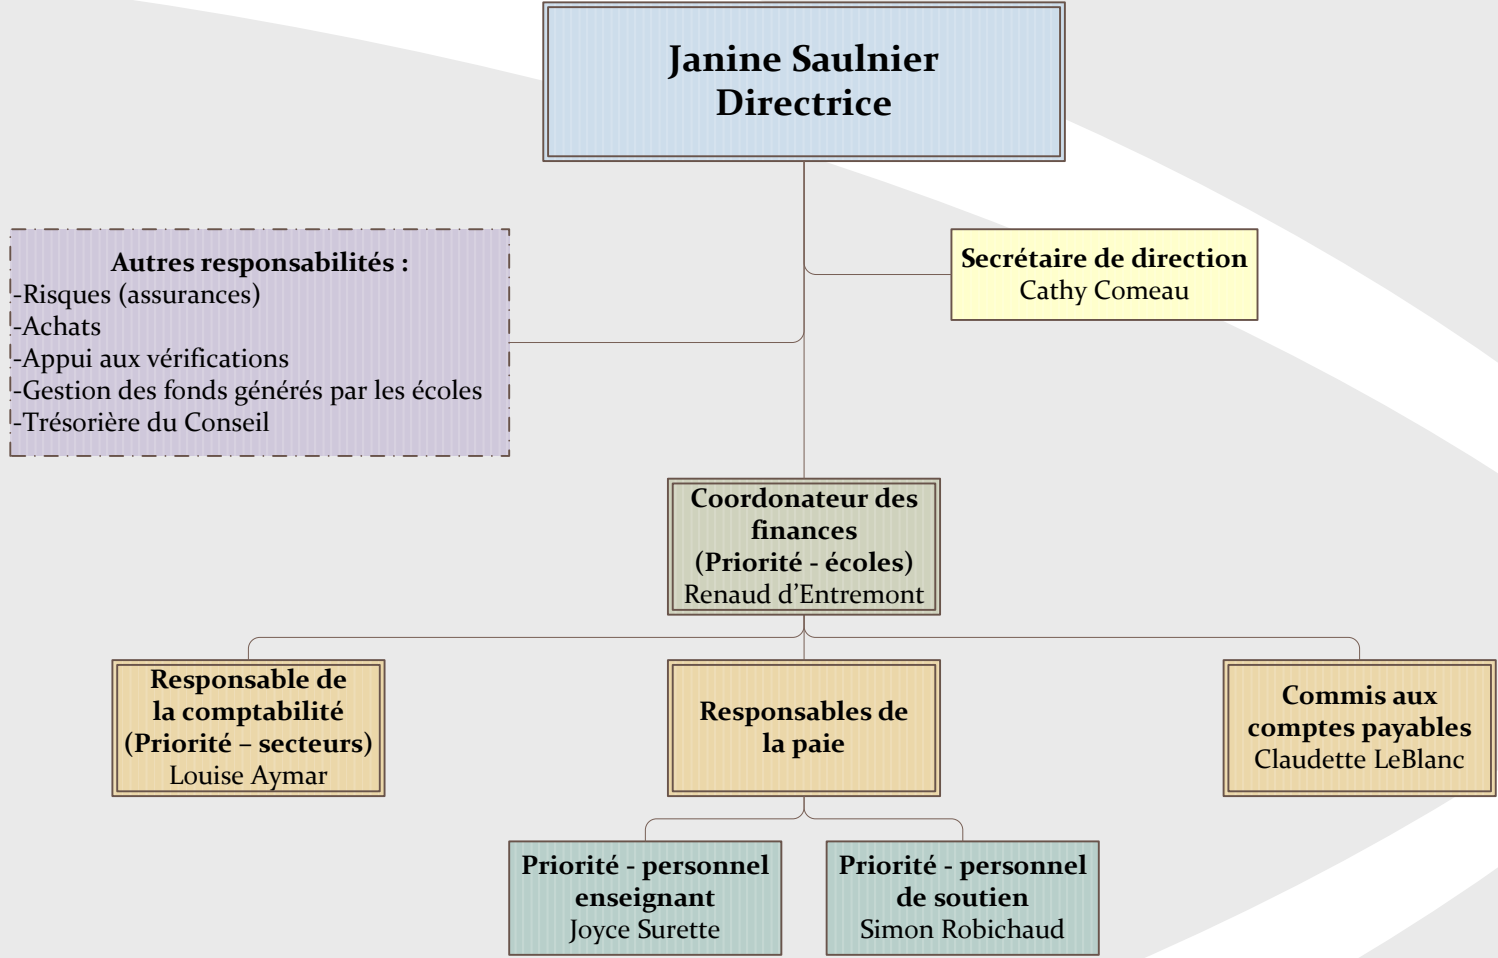 Janine Saulnier
Directrice
Autres responsabilités :
-Risques (assurances)
-Achats
-Appui aux vérifications
-Gestion des fonds générés par les écoles
-Trésorière du Conseil
Secrétaire de direction
Cathy Comeau
Coordonateur des
finances
(Priorité - écoles)
Renaud d’Entremont
Responsable de
la comptabilité
(Priorité – secteurs)
Louise Aymar
Responsables de
la paie
Commis aux
comptes payables
Claudette LeBlanc
Priorité - personnel
enseignant
Joyce Surette
Priorité - personnel
de soutien
Simon Robichaud